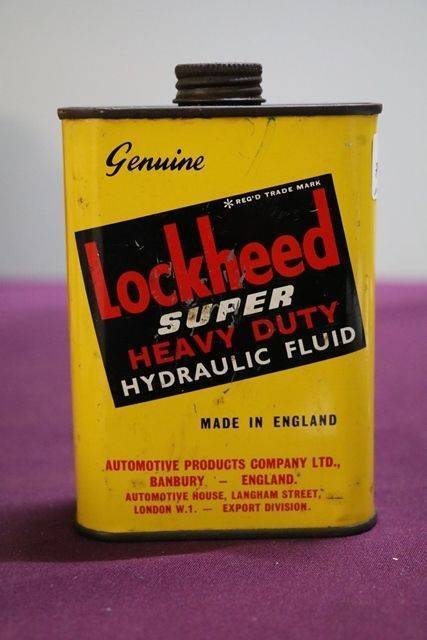 Genuine
*REG'D TRADE MARK
Lockheed
SUPER
HEAVY DUTY
HYDRAULIC FLUID
MADE IN ENGLAND
AUTOMOTIVE PRODUCTS COMPANY LTD.,
BANBURY — ENGLAND.
AUTOMOTIVE HOUSE, LANGHAM STREET,
LONDON W.1. — EXPORT DIVISION.